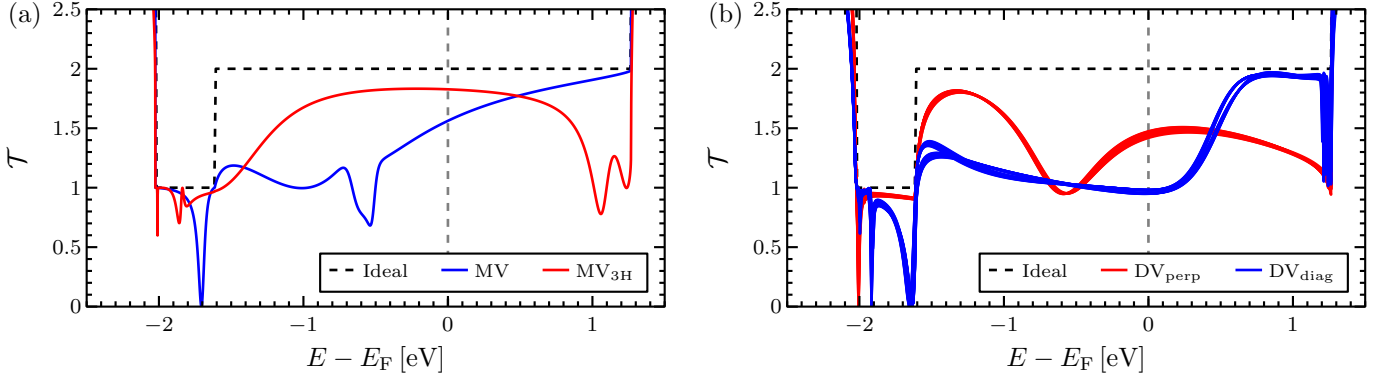 (a)
2.5
2
1.5
1
0.5
0
𝒯
−2
−1
0
1
E − E_F [eV]
Ideal
MV
MV_3H
(b)
2.5
2
1.5
1
0.5
0
𝒯
−2
−1
0
1
E − E_F [eV]
Ideal
DV_perp
DV_diag